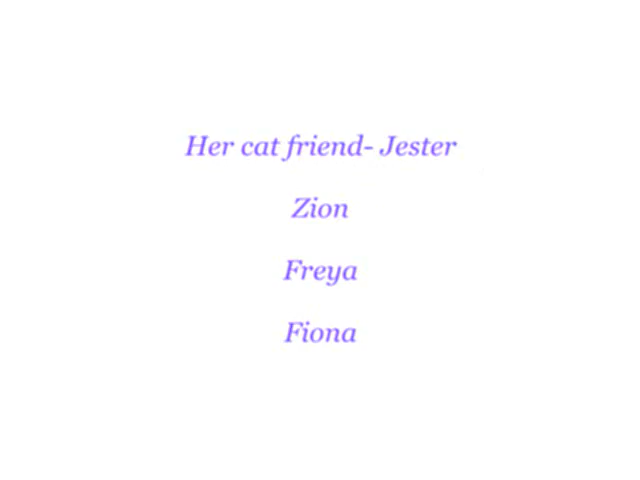 Her cat friend- Jester
Zion
Freya
Fiona